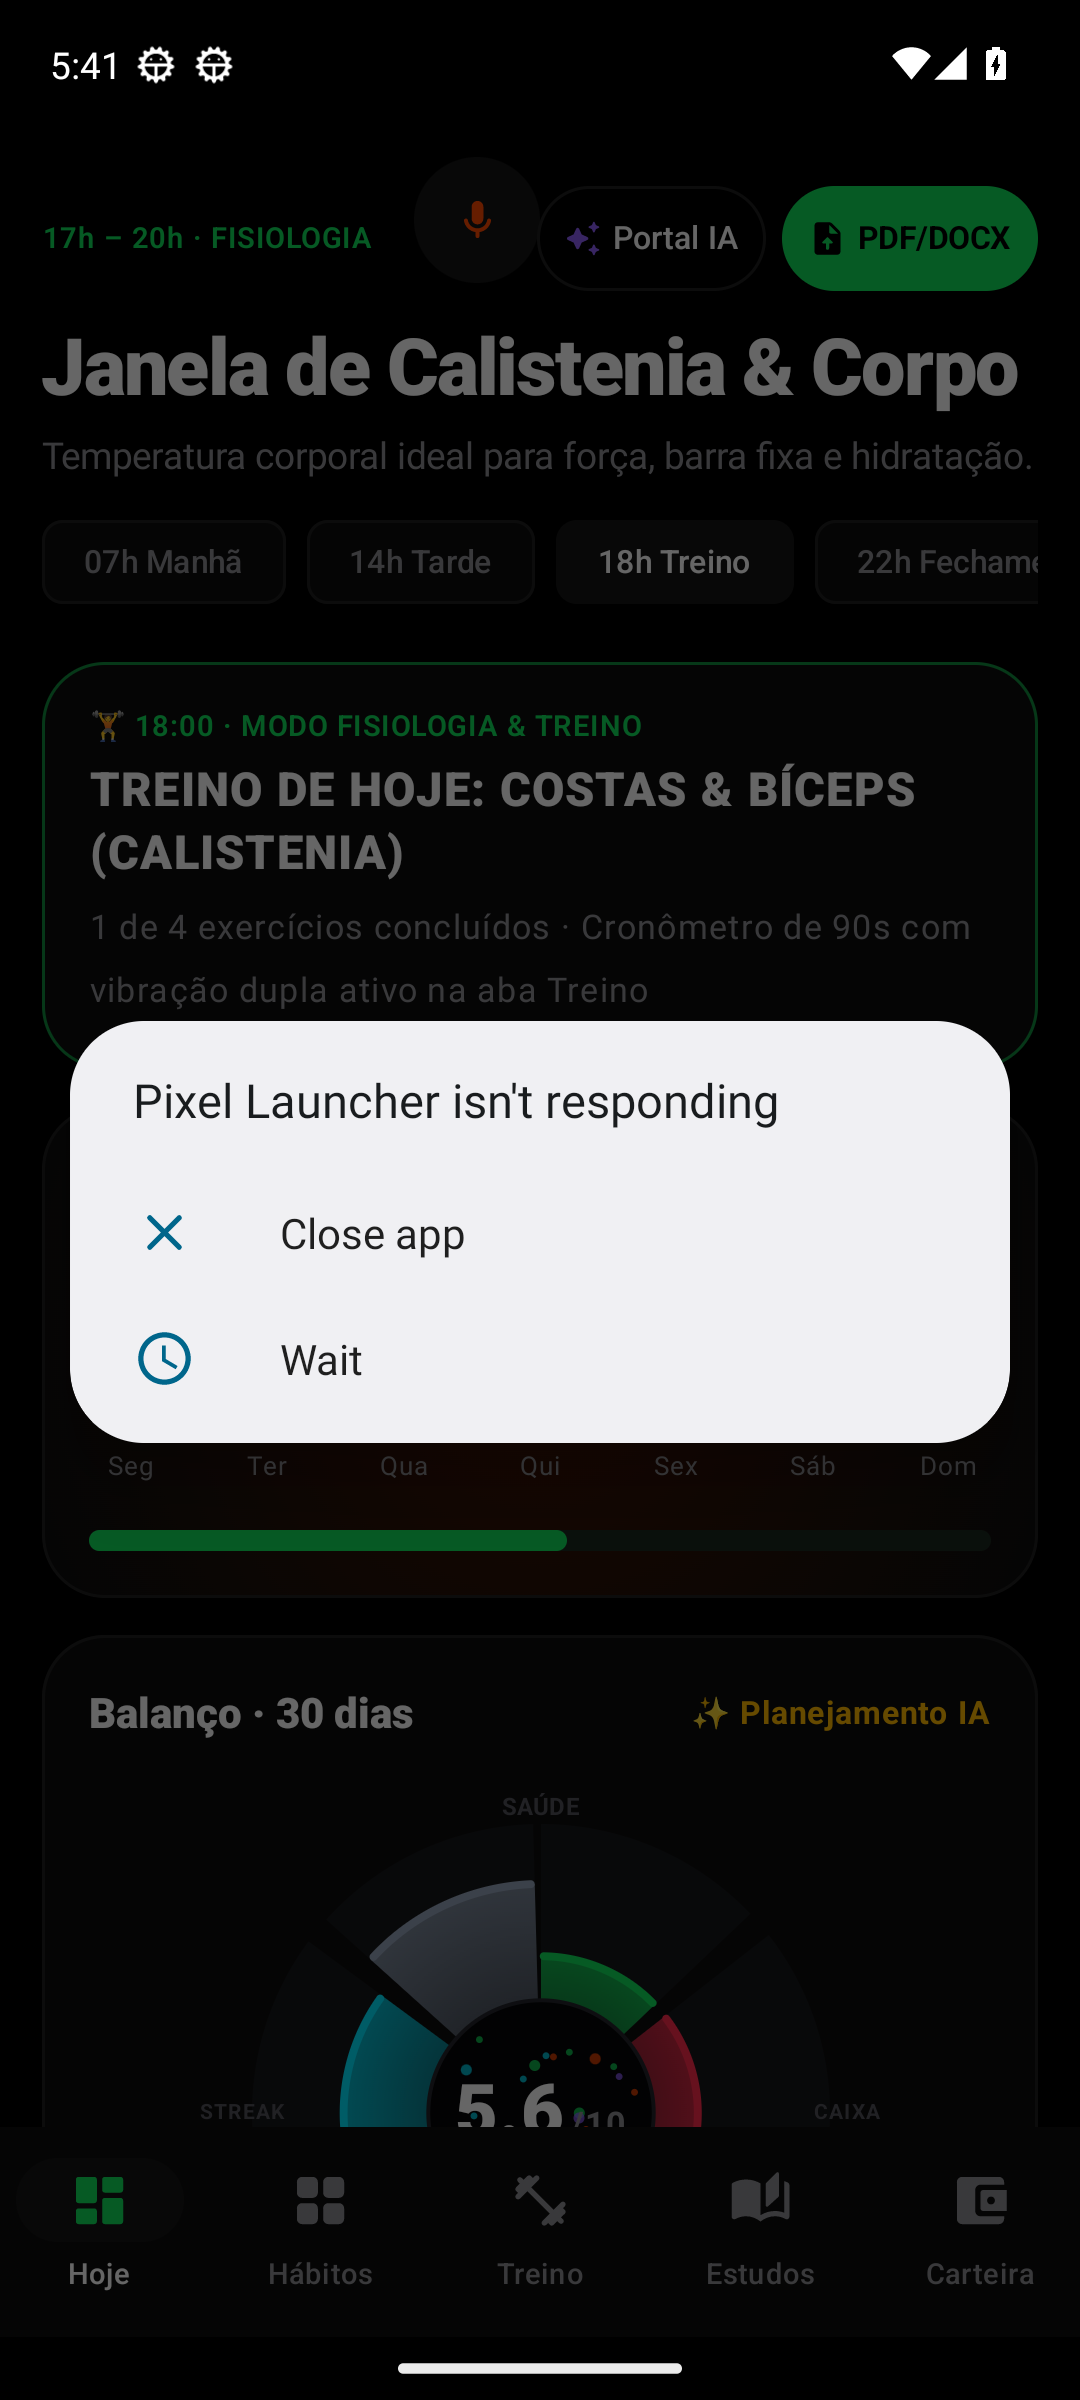 5:41
17h – 20h · FISIOLOGIA
Portal IA
PDF/DOCX
Janela de Calistenia & Corpo
Temperatura corporal ideal para força, barra fixa e hidratação.
07h Manhã
14h Tarde
18h Treino
22h Fechame
🏋 18:00 · MODO FISIOLOGIA & TREINO
TREINO DE HOJE: COSTAS & BÍCEPS
(CALISTENIA)
1 de 4 exercícios concluídos · Cronômetro de 90s com
vibração dupla ativo na aba Treino
Pixel Launcher isn't responding
Close app
Wait
Seg Ter Qua Qui Sex Sáb Dom
Balanço · 30 dias
✨ Planejamento IA
SAÚDE
STREAK
CAIXA
5.6 /10
Hoje
Hábitos
Treino
Estudos
Carteira